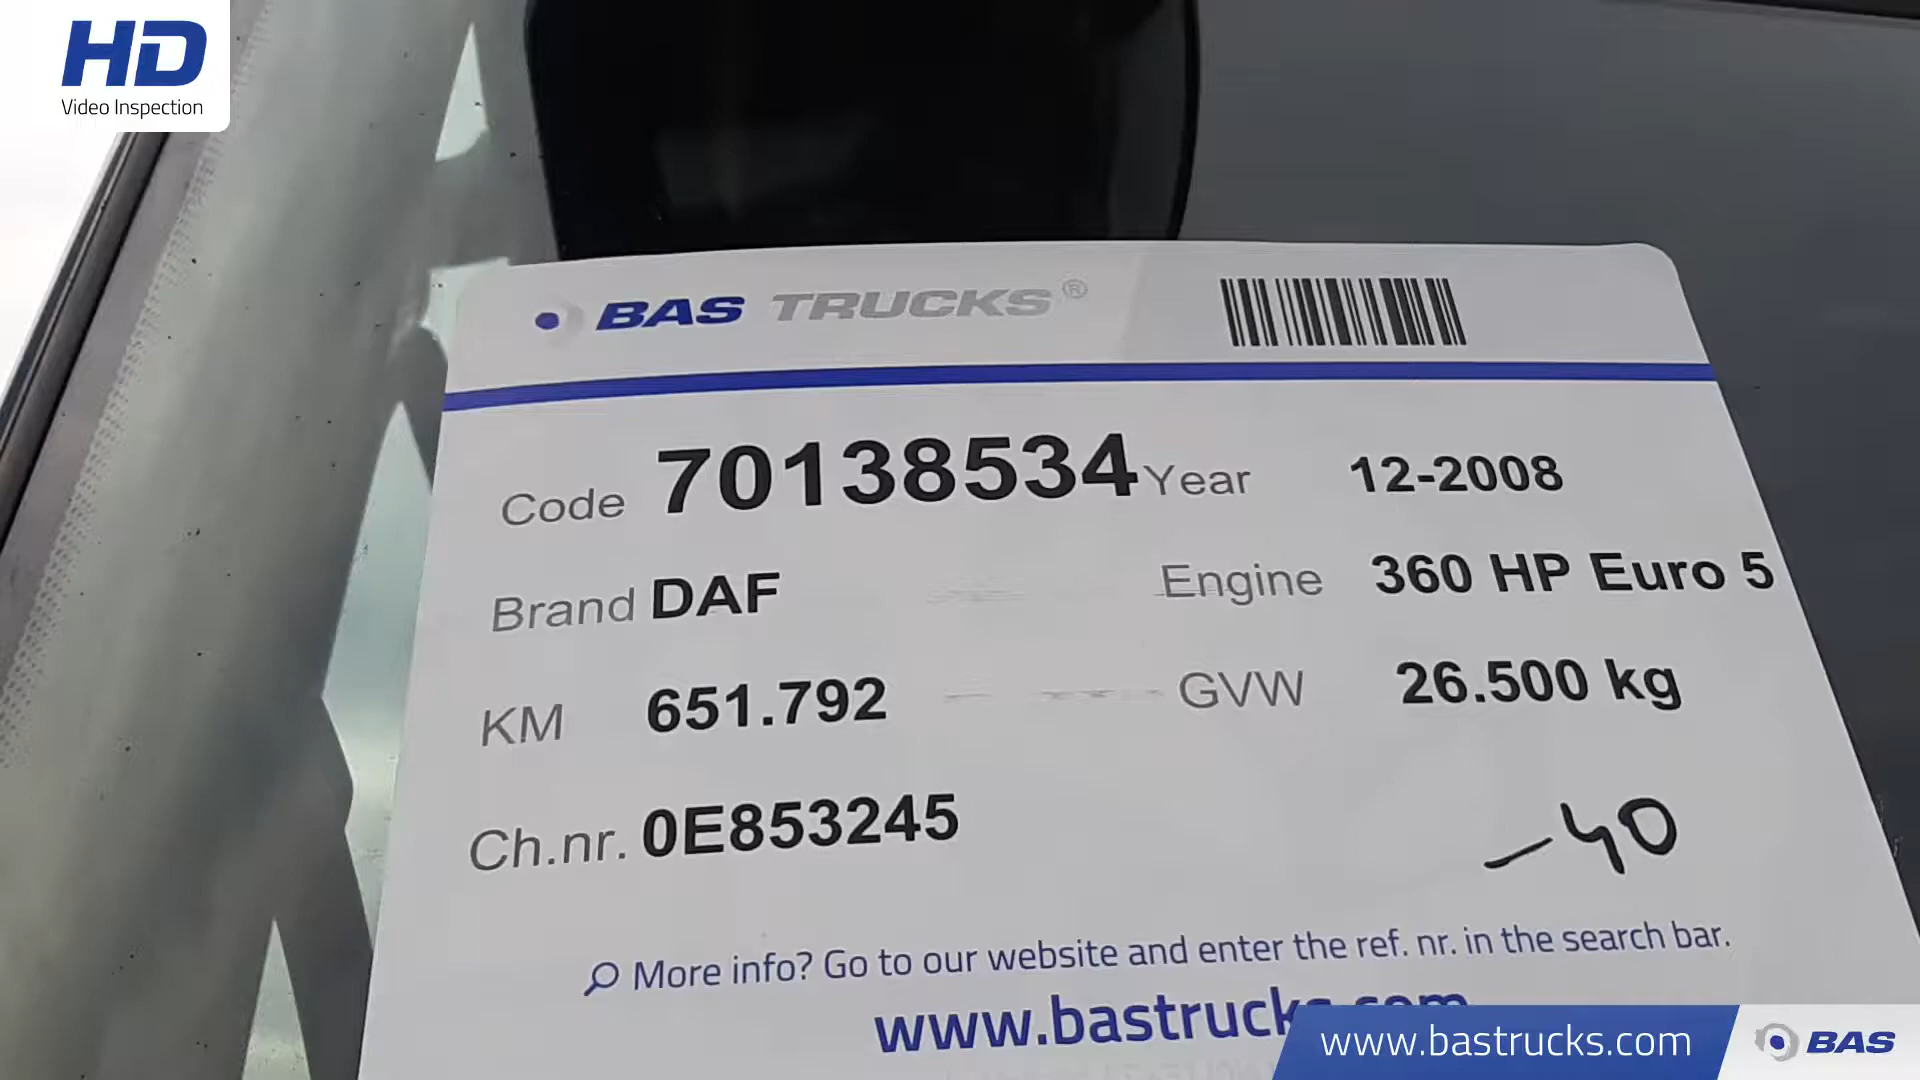 HD
Video Inspection
BAS TRUCKS®
Code 70138534 Year 12-2008
Brand DAF Engine 360 HP Euro 5
KM 651.792 GVW 26.500 kg
Ch.nr. 0E853245
-40
More info? Go to our website and enter the ref. nr. in the search bar.
www.bastrucks.com
www.bastrucks.com BAS